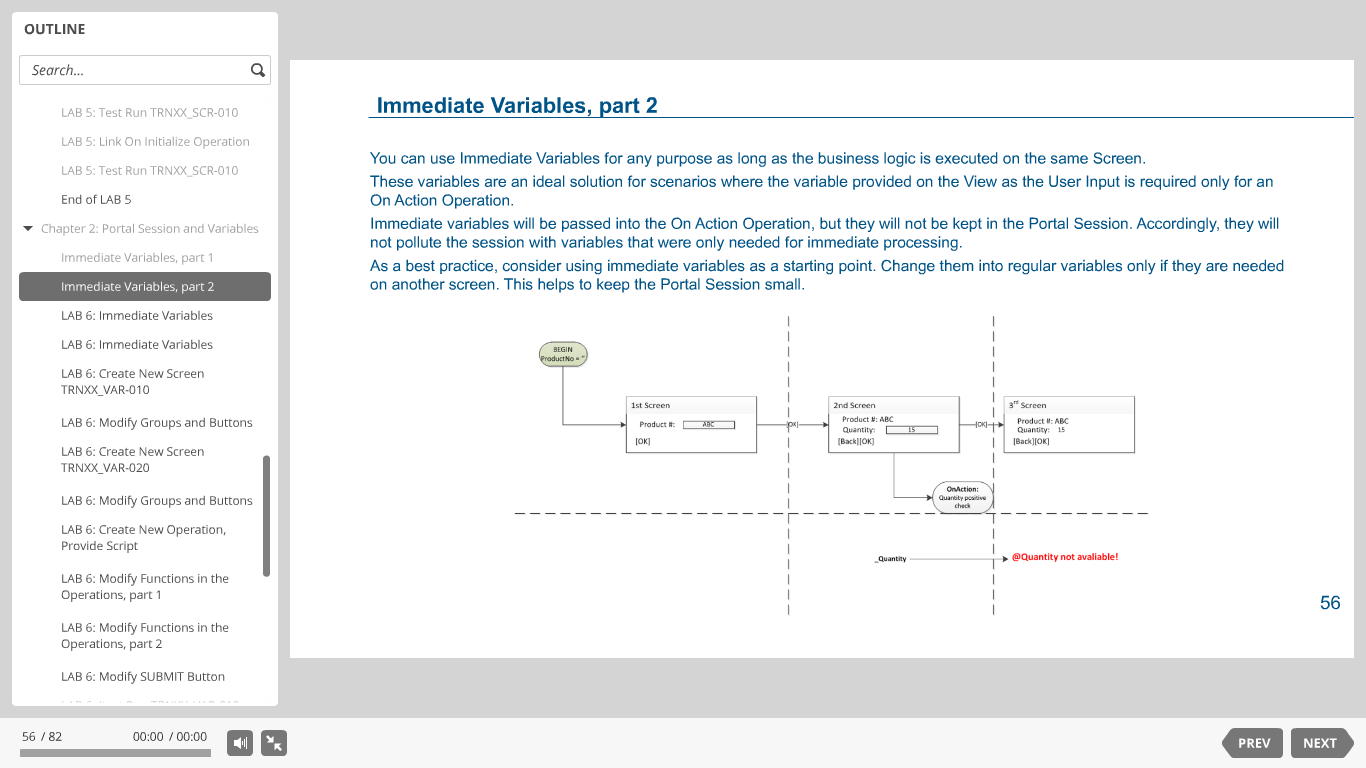 OUTLINE
Search...
LAB 5: Test Run TRNXX_SCR-010
LAB 5: Link On Initialize Operation
LAB 5: Test Run TRNXX_SCR-010
End of LAB 5
Chapter 2: Portal Session and Variables
Immediate Variables, part 1
Immediate Variables, part 2
LAB 6: Immediate Variables
LAB 6: Immediate Variables
LAB 6: Create New Screen
TRNXX_VAR-010
LAB 6: Modify Groups and Buttons
LAB 6: Create New Screen
TRNXX_VAR-020
LAB 6: Modify Groups and Buttons
LAB 6: Create New Operation,
Provide Script
LAB 6: Modify Functions in the
Operations, part 1
LAB 6: Modify Functions in the
Operations, part 2
LAB 6: Modify SUBMIT Button
Immediate Variables, part 2
You can use Immediate Variables for any purpose as long as the business logic is executed on the same Screen.
These variables are an ideal solution for scenarios where the variable provided on the View as the User Input is required only for an
On Action Operation.
Immediate variables will be passed into the On Action Operation, but they will not be kept in the Portal Session. Accordingly, they will
not pollute the session with variables that were only needed for immediate processing.
As a best practice, consider using immediate variables as a starting point. Change them into regular variables only if they are needed
on another screen. This helps to keep the Portal Session small.
BEGIN
ProductNo = ''
1st Screen
Product #: ABC
[OK]
[OK]
2nd Screen
Product #: ABC
Quantity: 15
[Back][OK]
[OK]
3rd Screen
Product #: ABC
Quantity: 15
[Back][OK]
OnAction:
Quantity positive
check
_Quantity
@Quantity not avaliable!
56
56 / 82
00:00 / 00:00
PREV
NEXT